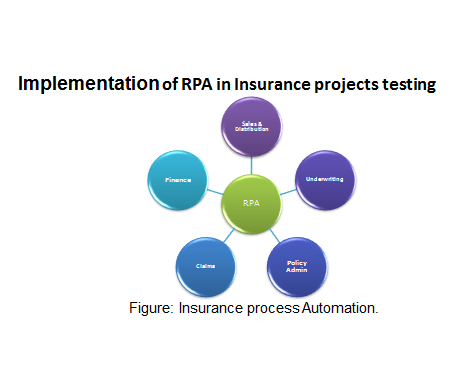 Implementation of RPA in Insurance projects testing
Sales &
Distribution
Finance
Underwriting
RPA
Claims
Policy
Admin
Figure: Insurance process Automation.